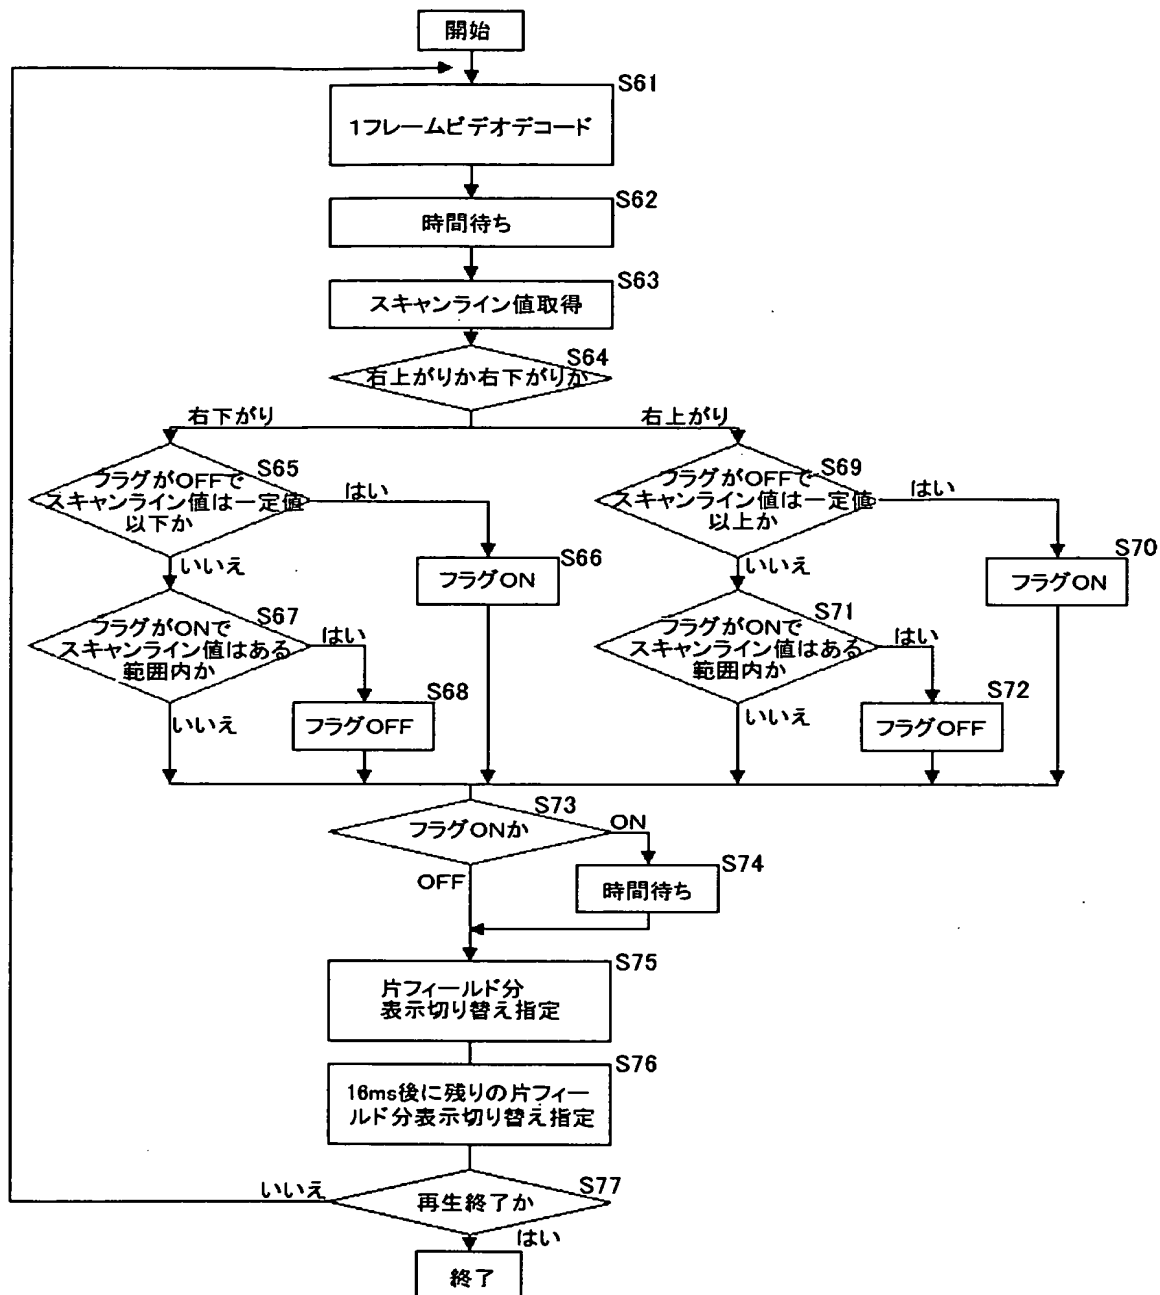 開始
S61
1フレームビデオデコード
S62
時間待ち
S63
スキャンライン値取得
S64
右上がりか右下がりか
右下がり
右上がり
S65
フラグがOFFで
スキャンライン値は一定値
以下か
はい
いいえ
S66
フラグON
S67
フラグがONで
スキャンライン値はある
範囲内か
はい
いいえ
S68
フラグOFF
S69
フラグがOFFで
スキャンライン値は一定値
以上か
はい
いいえ
S70
フラグON
S71
フラグがONで
スキャンライン値はある
範囲内か
はい
いいえ
S72
フラグOFF
S73
フラグONか
ON
OFF
S74
時間待ち
S75
片フィールド分
表示切り替え指定
S76
16ms後に残りの片フィー
ルド分表示切り替え指定
S77
再生終了か
いいえ
はい
終了